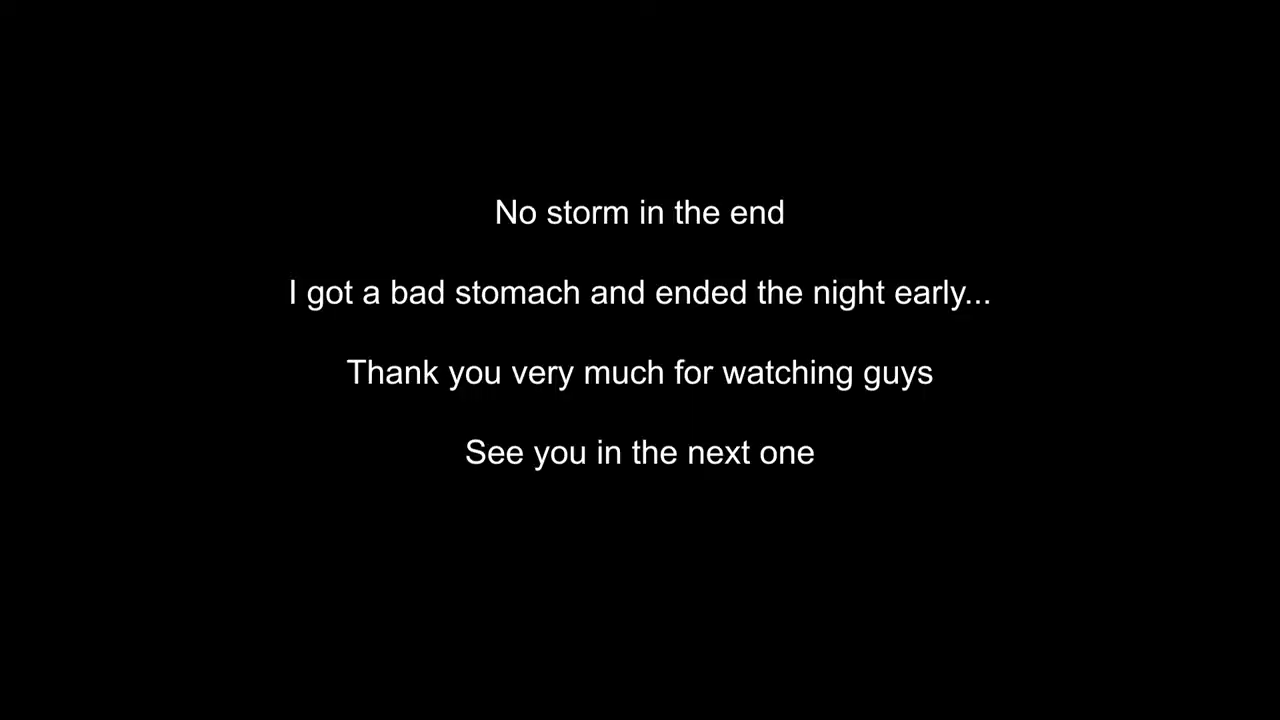 No storm in the end
I got a bad stomach and ended the night early...
Thank you very much for watching guys
See you in the next one